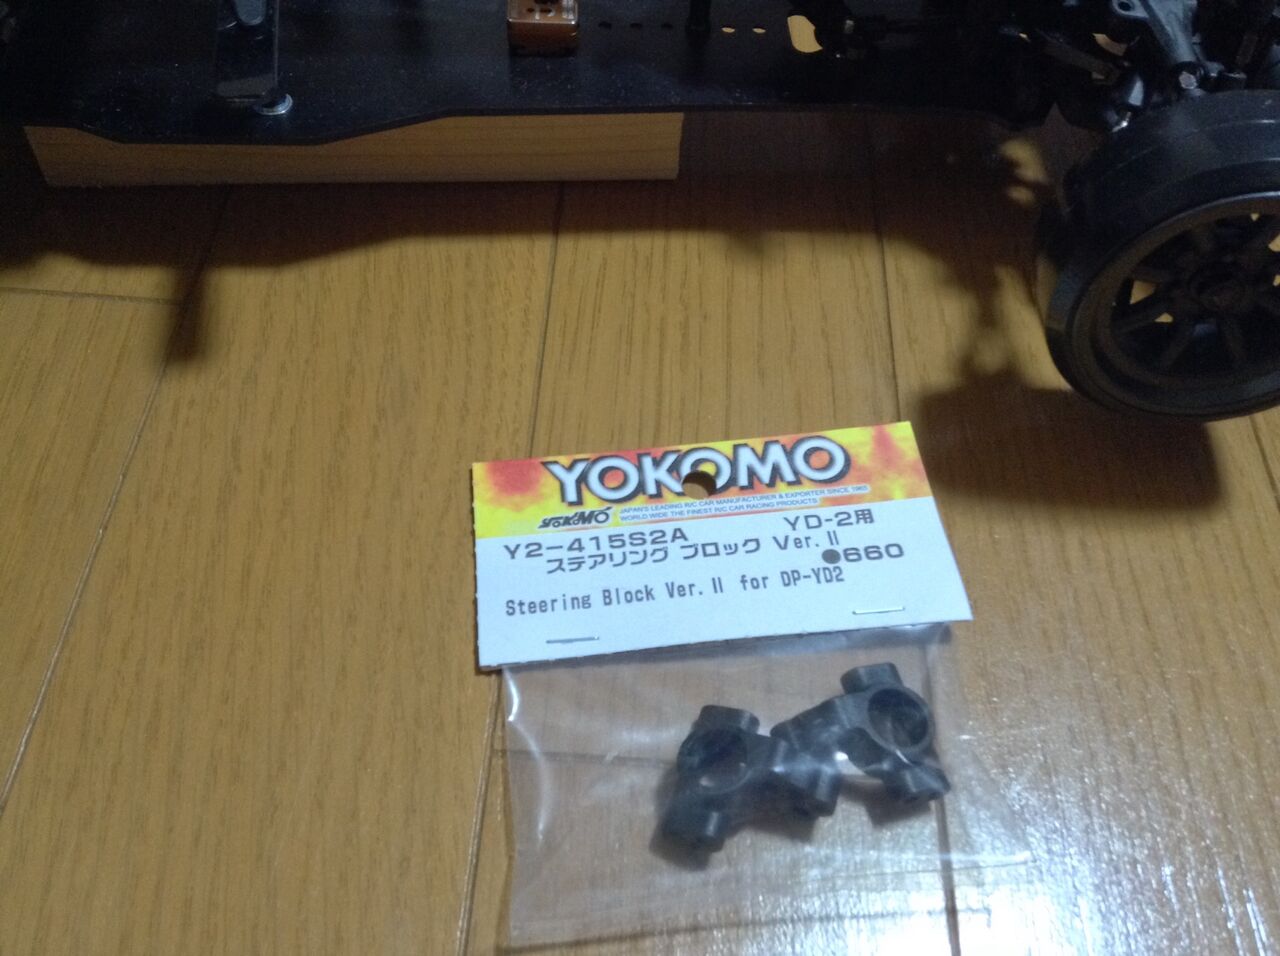 YOKOMO
YOKOMO
JAPAN'S LEADING R/C CAR MANUFACTURER & EXPORTER SINCE 1965
WORLD WIDE THE FINEST R/C CAR RACING PRODUCTS
Y2-415S2A YD-2用
ステアリング ブロック Ver.Ⅱ
●660
Steering Block Ver.Ⅱ for DP-YD2